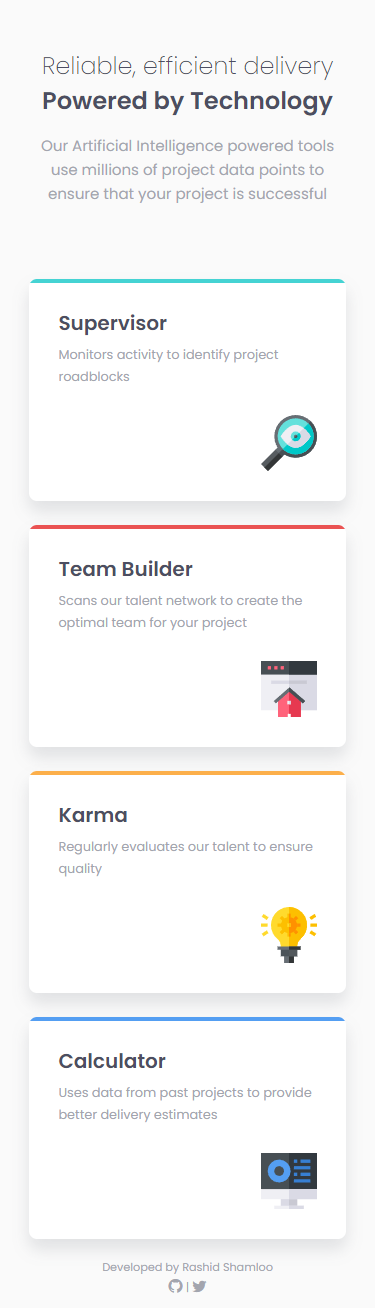 Reliable, efficient delivery
Powered by Technology
Our Artificial Intelligence powered tools
use millions of project data points to
ensure that your project is successful
Supervisor
Monitors activity to identify project
roadblocks
Team Builder
Scans our talent network to create the
optimal team for your project
Karma
Regularly evaluates our talent to ensure
quality
Calculator
Uses data from past projects to provide
better delivery estimates
Developed by Rashid Shamloo
|